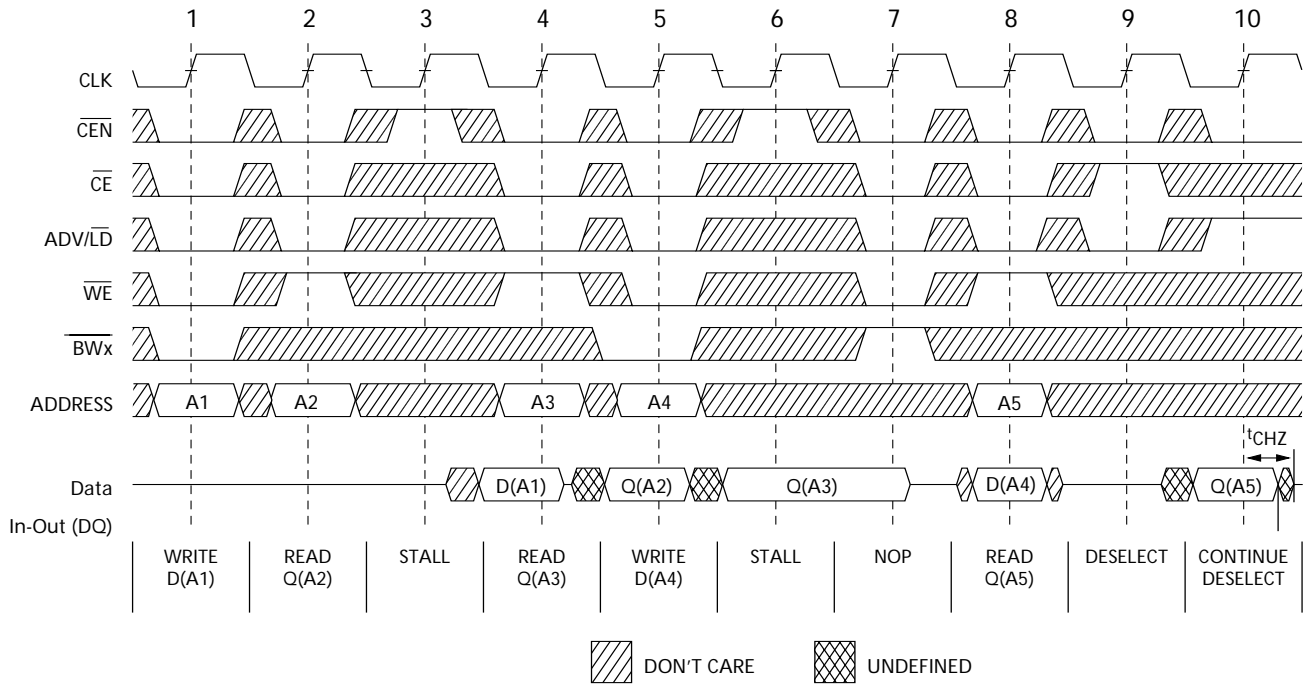 1 2 3 4 5 6 7 8 9 10
CLK
CEN
CE
ADV/LD
WE
BWx
ADDRESS A1 A2 A3 A4 A5
tCHZ
Data D(A1) Q(A2) Q(A3) D(A4) Q(A5)
In-Out (DQ)
WRITE READ STALL READ WRITE STALL NOP READ DESELECT CONTINUE
D(A1) Q(A2) Q(A3) D(A4) Q(A5) DESELECT
DON'T CARE UNDEFINED